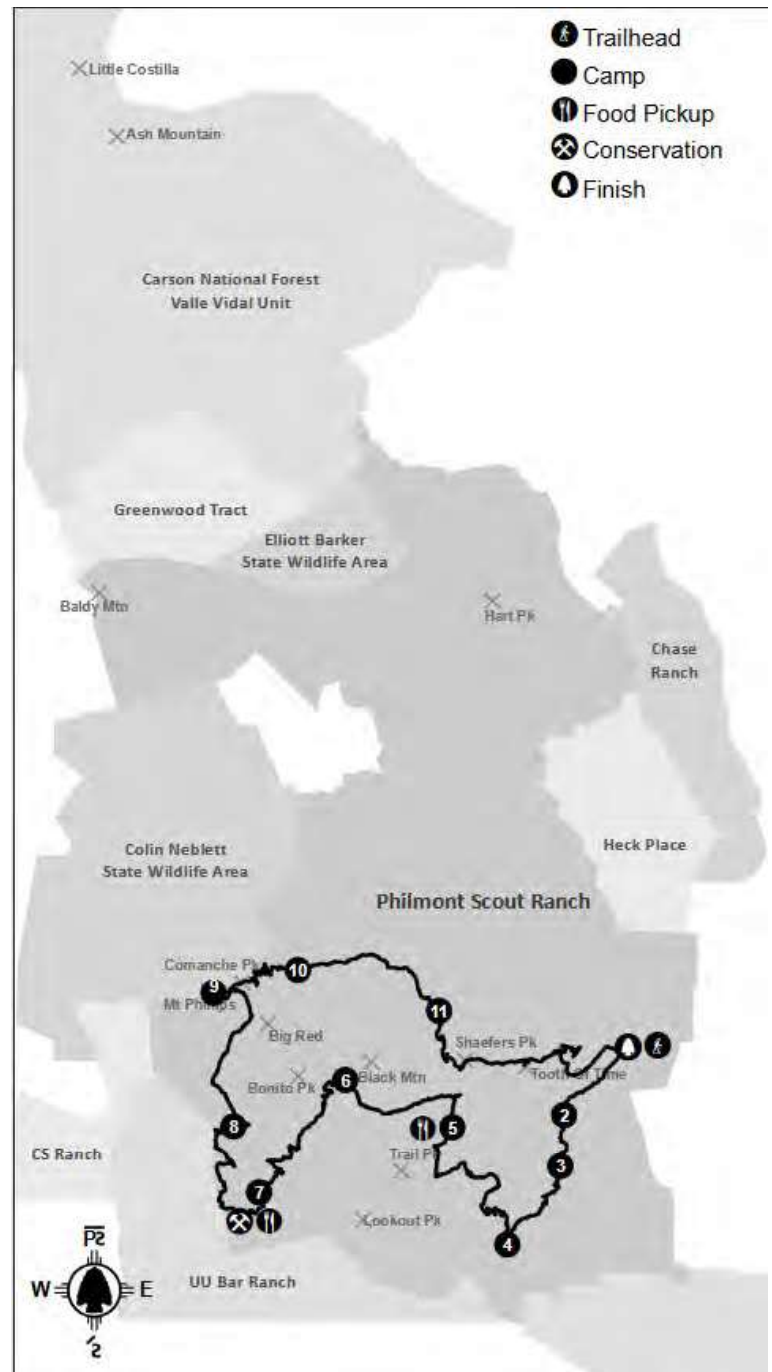 Trailhead
Camp
Food Pickup
Conservation
Finish
Little Costilla
Ash Mountain
Carson National Forest
Valle Vidal Unit
Greenwood Tract
Elliott Barker
State Wildlife Area
Baldy Mtn
Hart Pk
Chase
Ranch
Heck Place
Colin Neblett
State Wildlife Area
Philmont Scout Ranch
Comanche Pk
10
9
Mt Phillips
11
Big Red
Shaefers Pk
Tooth Of Time
Black Mtn
6
Bonito Pk
2
8
5
CS Ranch
Trail Pk
3
7
Lookout Pk
4
UU Bar Ranch
W
E